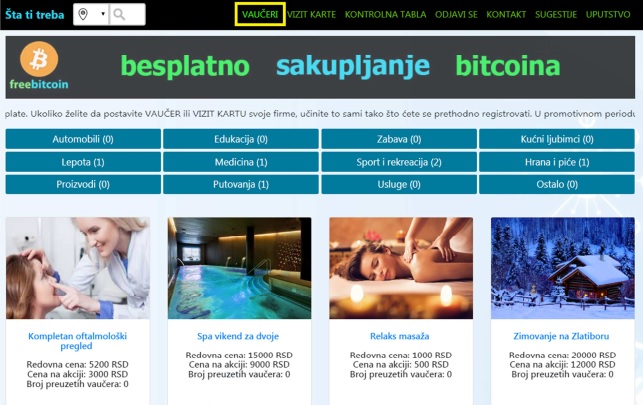 Šta ti treba
VAUČERI VIZIT KARTE KONTROLNA TABLA ODJAVI SE KONTAKT SUGESTIJE UPUTSTVO
freebitcoin
besplatno sakupljanje bitcoina
plate. Ukoliko želite da postavite VAUČER ili VIZIT KARTU svoje firme, učinite to sami tako što ćete se prethodno registrovati. U promotivnom periodu
Automobili (0) Edukacija (0) Zabava (0) Kućni ljubimci (0)
Lepota (1) Medicina (1) Sport i rekreacija (2) Hrana i piće (1)
Proizvodi (0) Putovanja (1) Usluge (0) Ostalo (0)
Kompletan oftalmološki
pregled
Redovna cena: 5200 RSD
Cena na akciji: 3000 RSD
Broj preuzetih vaučera: 0
Spa vikend za dvoje
Redovna cena: 15000 RSD
Cena na akciji: 9000 RSD
Broj preuzetih vaučera: 0
Relaks masaža
Redovna cena: 1000 RSD
Cena na akciji: 500 RSD
Broj preuzetih vaučera: 0
Zimovanje na Zlatiboru
Redovna cena: 20000 RSD
Cena na akciji: 12000 RSD
Broj preuzetih vaučera: 0